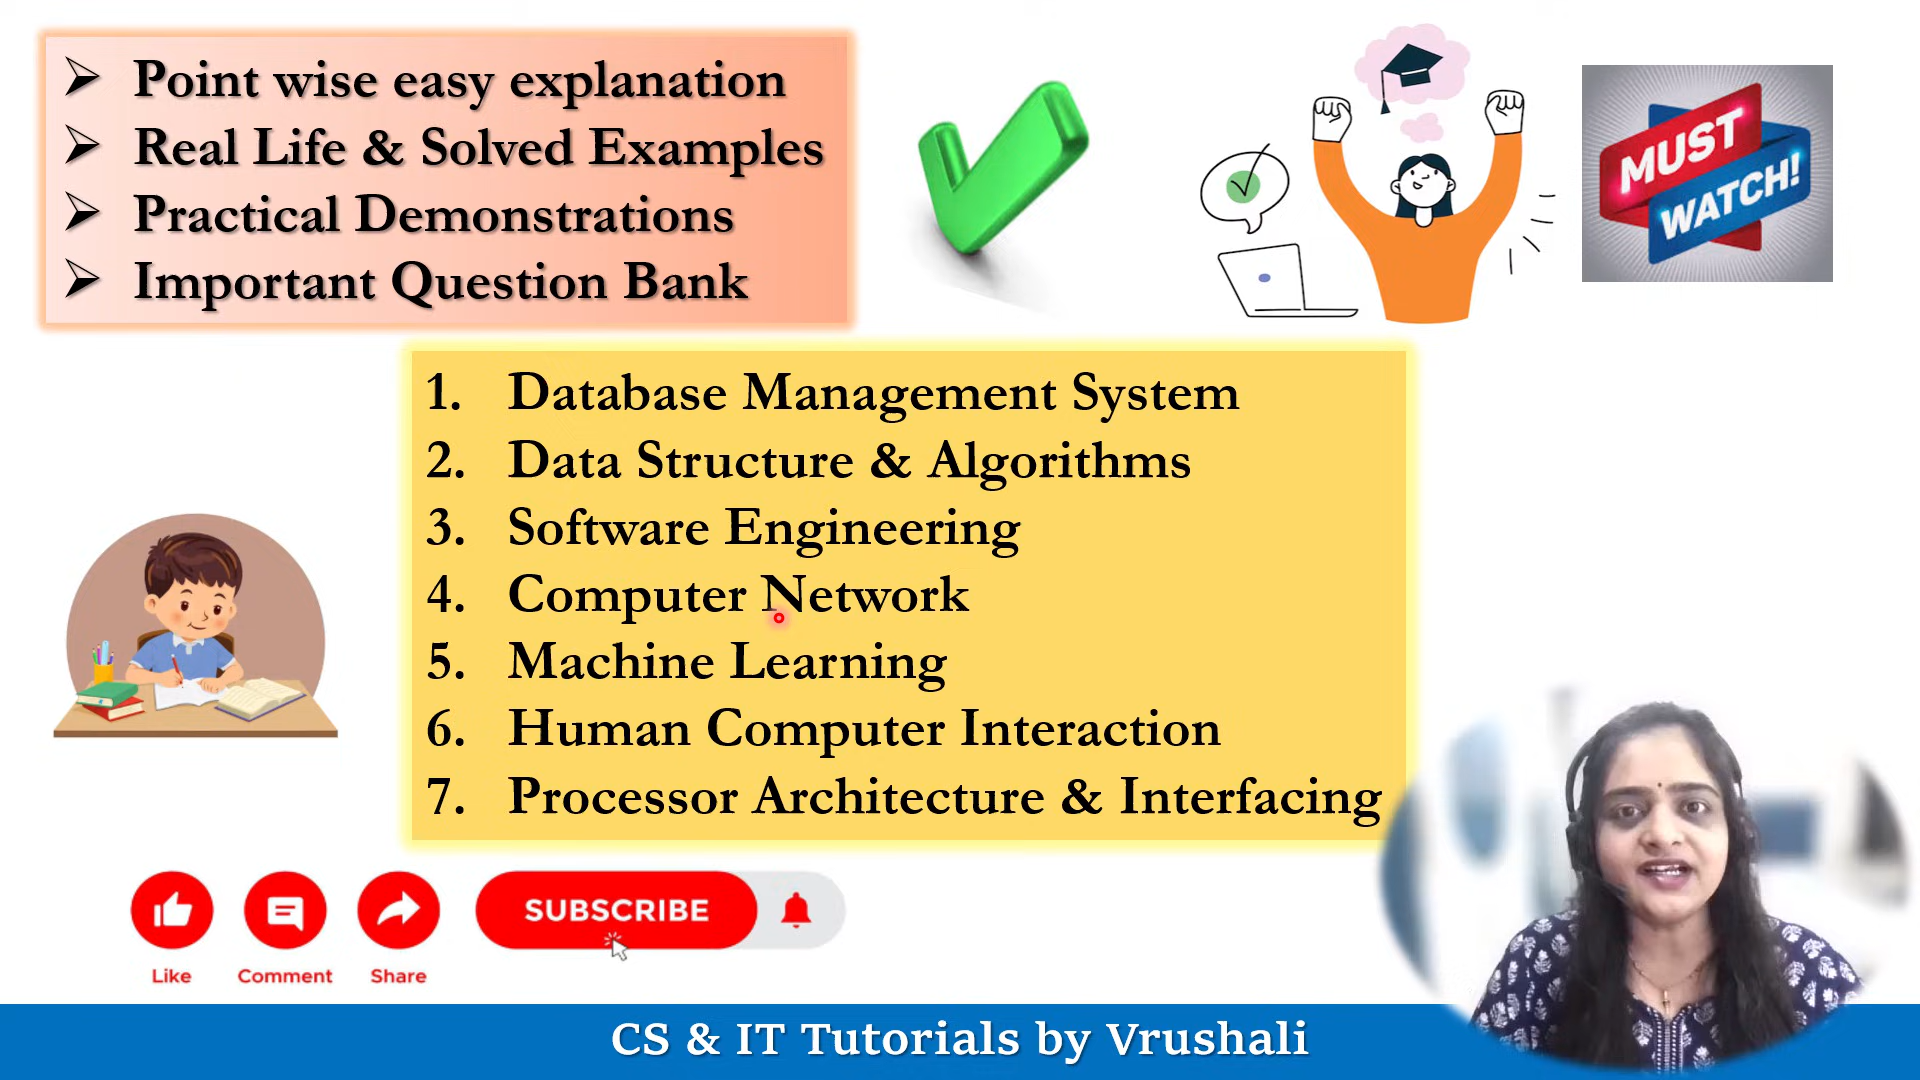 ➢ Point wise easy explanation
➢ Real Life & Solved Examples
➢ Practical Demonstrations
➢ Important Question Bank
MUST
WATCH!
1. Database Management System
2. Data Structure & Algorithms
3. Software Engineering
4. Computer Network
5. Machine Learning
6. Human Computer Interaction
7. Processor Architecture & Interfacing
SUBSCRIBE
Like Comment Share
CS & IT Tutorials by Vrushali